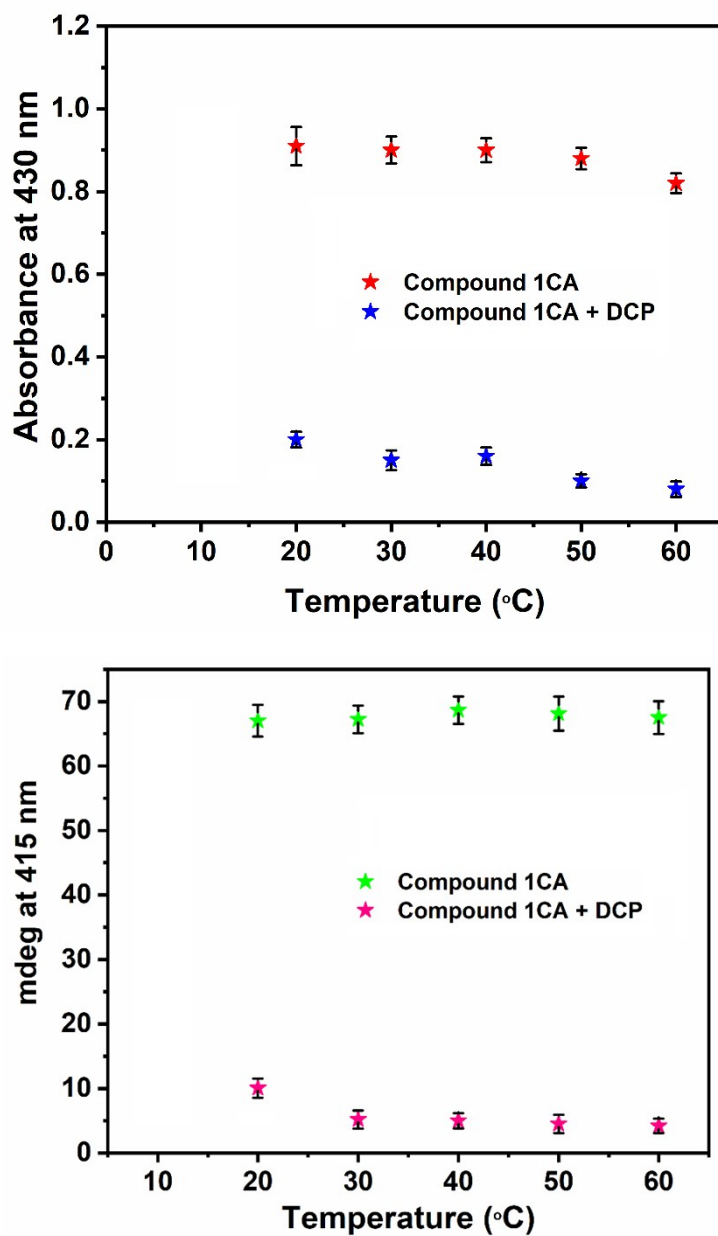 1.2
1.0
0.8
0.6
0.4
0.2
0.0
Absorbance at 430 nm
Compound 1CA
Compound 1CA + DCP
0 10 20 30 40 50 60
Temperature (°C)
70
60
50
40
30
20
10
0
mdeg at 415 nm
Compound 1CA
Compound 1CA + DCP
10 20 30 40 50 60
Temperature (°C)